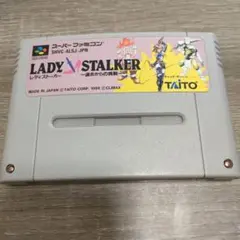 スーパーファミコン
SHVC-ALSJ-JPN
LADY STALKER
レディストーカー
〜過去からの挑戦〜
TAITO
MADE IN JAPAN © TAITO CORP. 1995 © CLIMAX